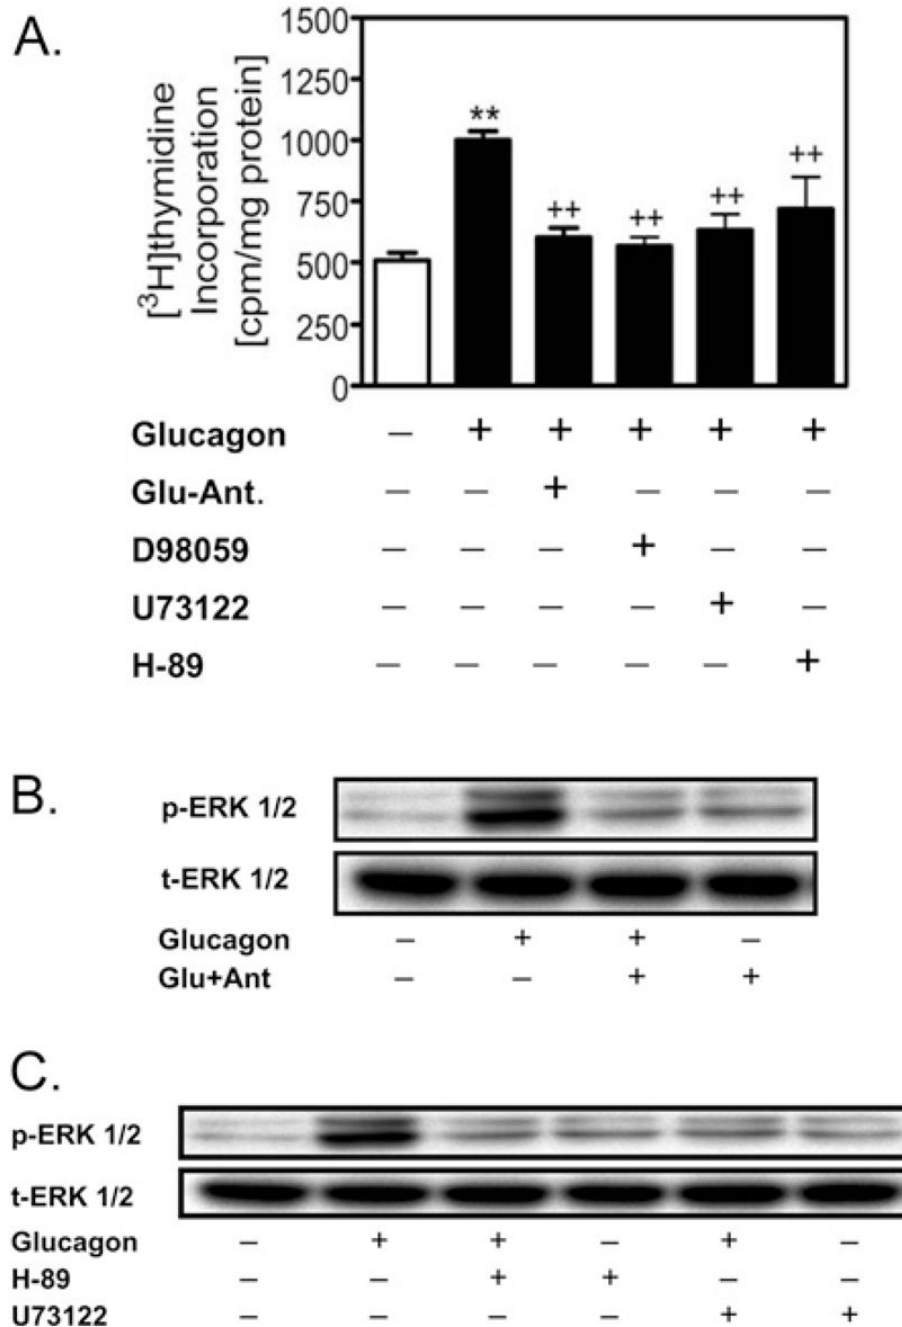 A.
[³H]thymidine
Incorporation
[cpm/mg protein]
1500
1250
1000
750
500
250
0
**
++
++
++
++
Glucagon – + + + + +
Glu-Ant. – – + – – –
D98059 – – – + – –
U73122 – – – – + –
H-89 – – – – – +
B.
p-ERK 1/2
t-ERK 1/2
Glucagon – + + –
Glu+Ant – – + +
C.
p-ERK 1/2
t-ERK 1/2
Glucagon – + + – + –
H-89 – – + + – –
U73122 – – – – + +